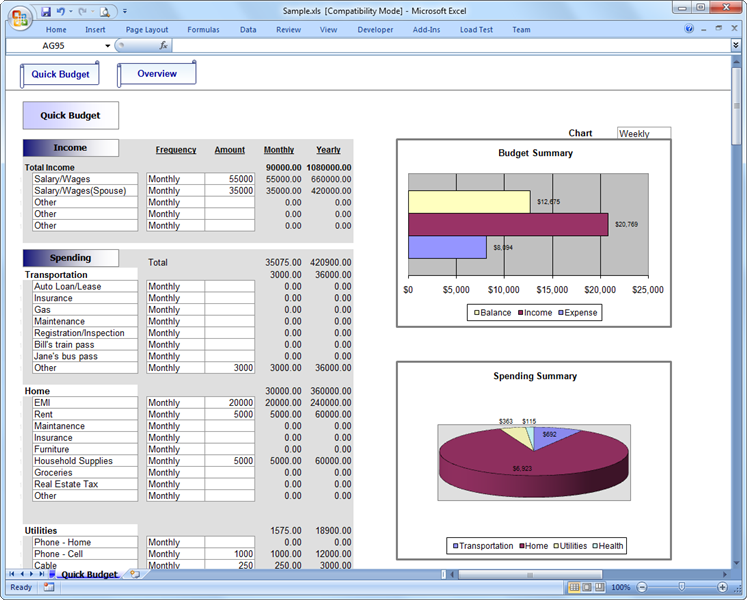 Sample.xls [Compatibility Mode] - Microsoft Excel
Home Insert Page Layout Formulas Data Review View Developer Add-Ins Load Test Team
AG95 fx
Quick Budget Overview
Quick Budget
Chart Weekly
Income Frequency Amount Monthly Yearly
Total Income 90000.00 1080000.00
Salary/Wages Monthly 55000 55000.00 660000.00
Salary/Wages(Spouse) Monthly 35000 35000.00 420000.00
Other Monthly 0.00 0.00
Other Monthly 0.00 0.00
Other Monthly 0.00 0.00
Spending Total 35075.00 420900.00
Transportation 3000.00 36000.00
Auto Loan/Lease Monthly 0.00 0.00
Insurance Monthly 0.00 0.00
Gas Monthly 0.00 0.00
Maintenance Monthly 0.00 0.00
Registration/Inspection Monthly 0.00 0.00
Bill's train pass Monthly 0.00 0.00
Jane's bus pass Monthly 0.00 0.00
Other Monthly 3000 3000.00 36000.00
Home 30000.00 360000.00
EMI Monthly 20000 20000.00 240000.00
Rent Monthly 5000 5000.00 60000.00
Maintanence Monthly 0.00 0.00
Insurance Monthly 0.00 0.00
Furniture Monthly 0.00 0.00
Household Supplies Monthly 5000 5000.00 60000.00
Groceries Monthly 0.00 0.00
Real Estate Tax Monthly 0.00 0.00
Other Monthly 0.00 0.00
Utilities 1575.00 18900.00
Phone - Home Monthly 0.00 0.00
Phone - Cell Monthly 1000 1000.00 12000.00
Cable Monthly 250 250.00 3000.00
Budget Summary
$12,675
$20,769
$8,094
$0 $5,000 $10,000 $15,000 $20,000 $25,000
Balance Income Expense
Spending Summary
$363 $115
$692
$6,923
Transportation Home Utilities Health
Quick Budget
Ready 100%